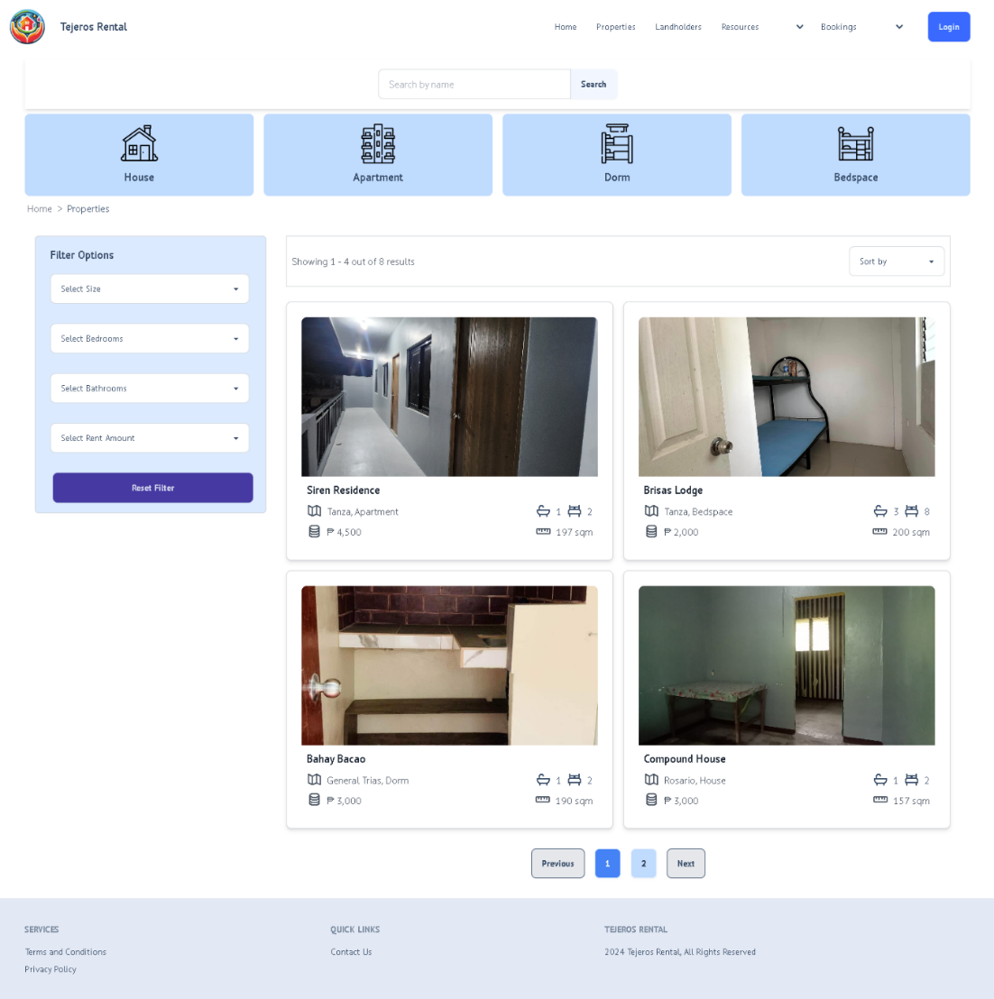 Tejeros Rental
Home
Properties
Landholders
Resources
Bookings
Login
Search by name
Search
House
Apartment
Dorm
Bedspace
Home > Properties
Filter Options
Select Size
Select Bedrooms
Select Bathrooms
Select Rent Amount
Reset Filter
Showing 1 - 4 out of 8 results
Sort by
Siren Residence
Tanza, Apartment
1
2
₱ 4,500
197 sqm
Brisas Lodge
Tanza, Bedspace
3
8
₱ 2,000
200 sqm
Bahay Bacao
General Trias, Dorm
1
2
₱ 3,000
190 sqm
Compound House
Rosario, House
1
2
₱ 3,000
157 sqm
Previous
1
2
Next
SERVICES
Terms and Conditions
Privacy Policy
QUICK LINKS
Contact Us
TEJEROS RENTAL
2024 Tejeros Rental, All Rights Reserved